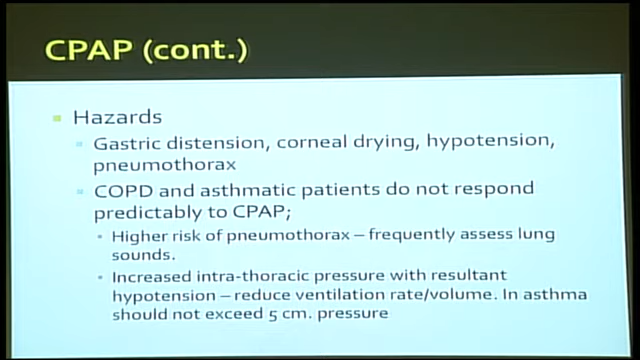 CPAP (cont.)
Hazards
Gastric distension, corneal drying, hypotension,
pneumothorax
COPD and asthmatic patients do not respond
predictably to CPAP;
Higher risk of pneumothorax – frequently assess lung
sounds.
Increased intra-thoracic pressure with resultant
hypotension – reduce ventilation rate/volume. In asthma
should not exceed 5 cm. pressure